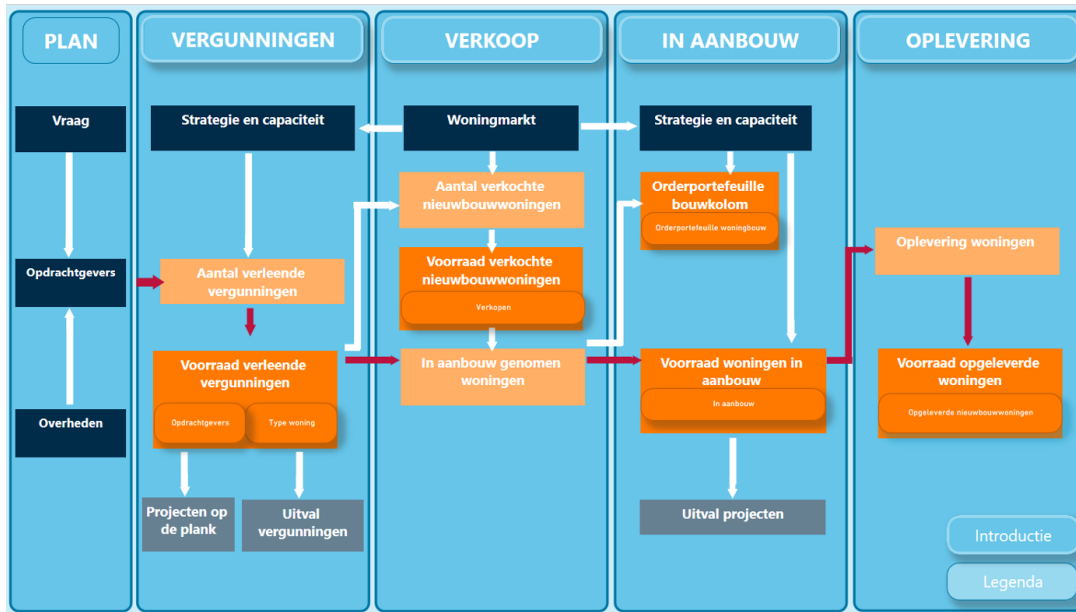 PLAN
VERGUNNINGEN
VERKOOP
IN AANBOUW
OPLEVERING
Vraag
Strategie en capaciteit
Woningmarkt
Strategie en capaciteit
Aantal verkochte
nieuwbouwwoningen
Orderportefeuille
bouwkolom
Orderportefeuille woningbouw
Opdrachtgevers
Aantal verleende
vergunningen
Voorraad verkochte
nieuwbouwwoningen
Verkopen
Oplevering woningen
Voorraad verleende
vergunningen
Opdrachtgevers
Type woning
In aanbouw genomen
woningen
Voorraad woningen in
aanbouw
In aanbouw
Voorraad opgeleverde
woningen
Opgeleverde nieuwbouwwoningen
Overheden
Projecten op
de plank
Uitval
vergunningen
Uitval projecten
Introductie
Legenda